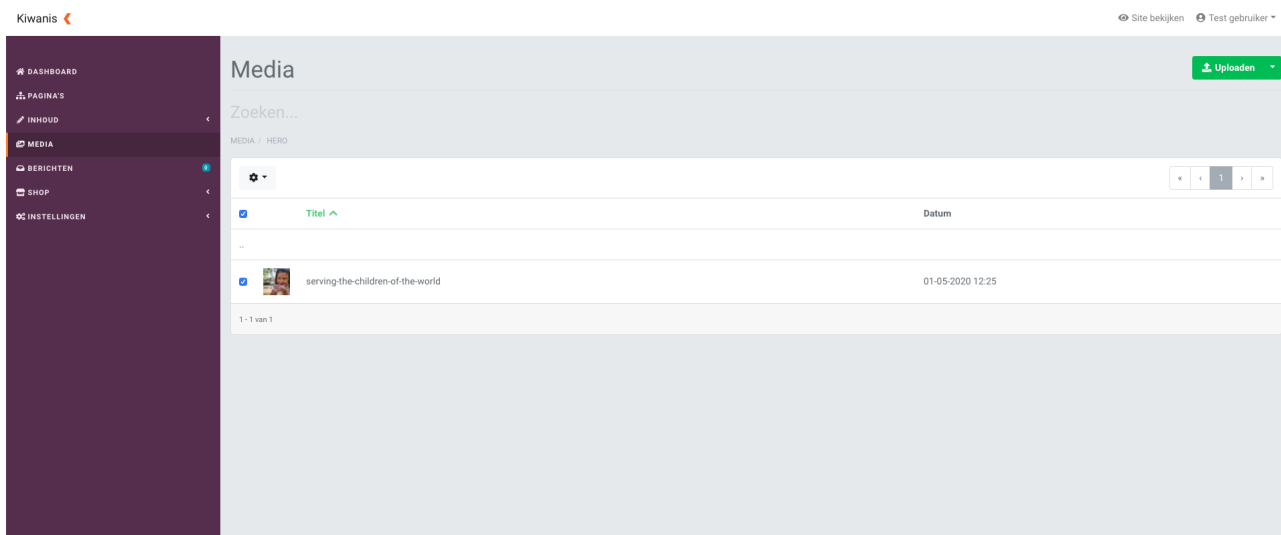 Kiwanis
Site bekijken Test gebruiker
DASHBOARD
PAGINA'S
INHOUD
MEDIA
BERICHTEN 0
SHOP
INSTELLINGEN
Media
Uploaden
Zoeken...
MEDIA / HERO
« ‹ 1 › »
Titel Datum
..
serving-the-children-of-the-world 01-05-2020 12:25
1 - 1 van 1